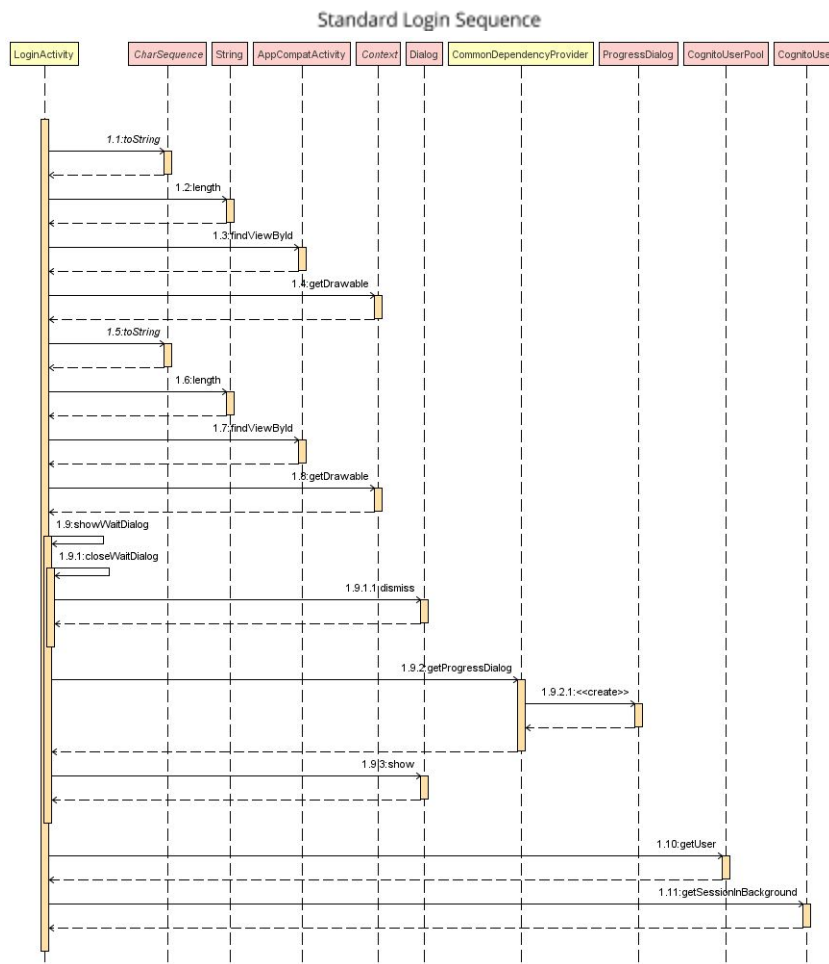 Standard Login Sequence
LoginActivity
CharSequence
String
AppCompatActivity
Context
Dialog
CommonDependencyProvider
ProgressDialog
CognitoUserPool
CognitoUse
1.1:toString
1.2:length
1.3:findViewById
1.4:getDrawable
1.5:toString
1.6:length
1.7:findViewById
1.8:getDrawable
1.9:showWaitDialog
1.9.1:closeWaitDialog
1.9.1.1:dismiss
1.9.2:getProgressDialog
1.9.2.1:<<create>>
1.9.3:show
1.10:getUser
1.11:getSessionInBackground